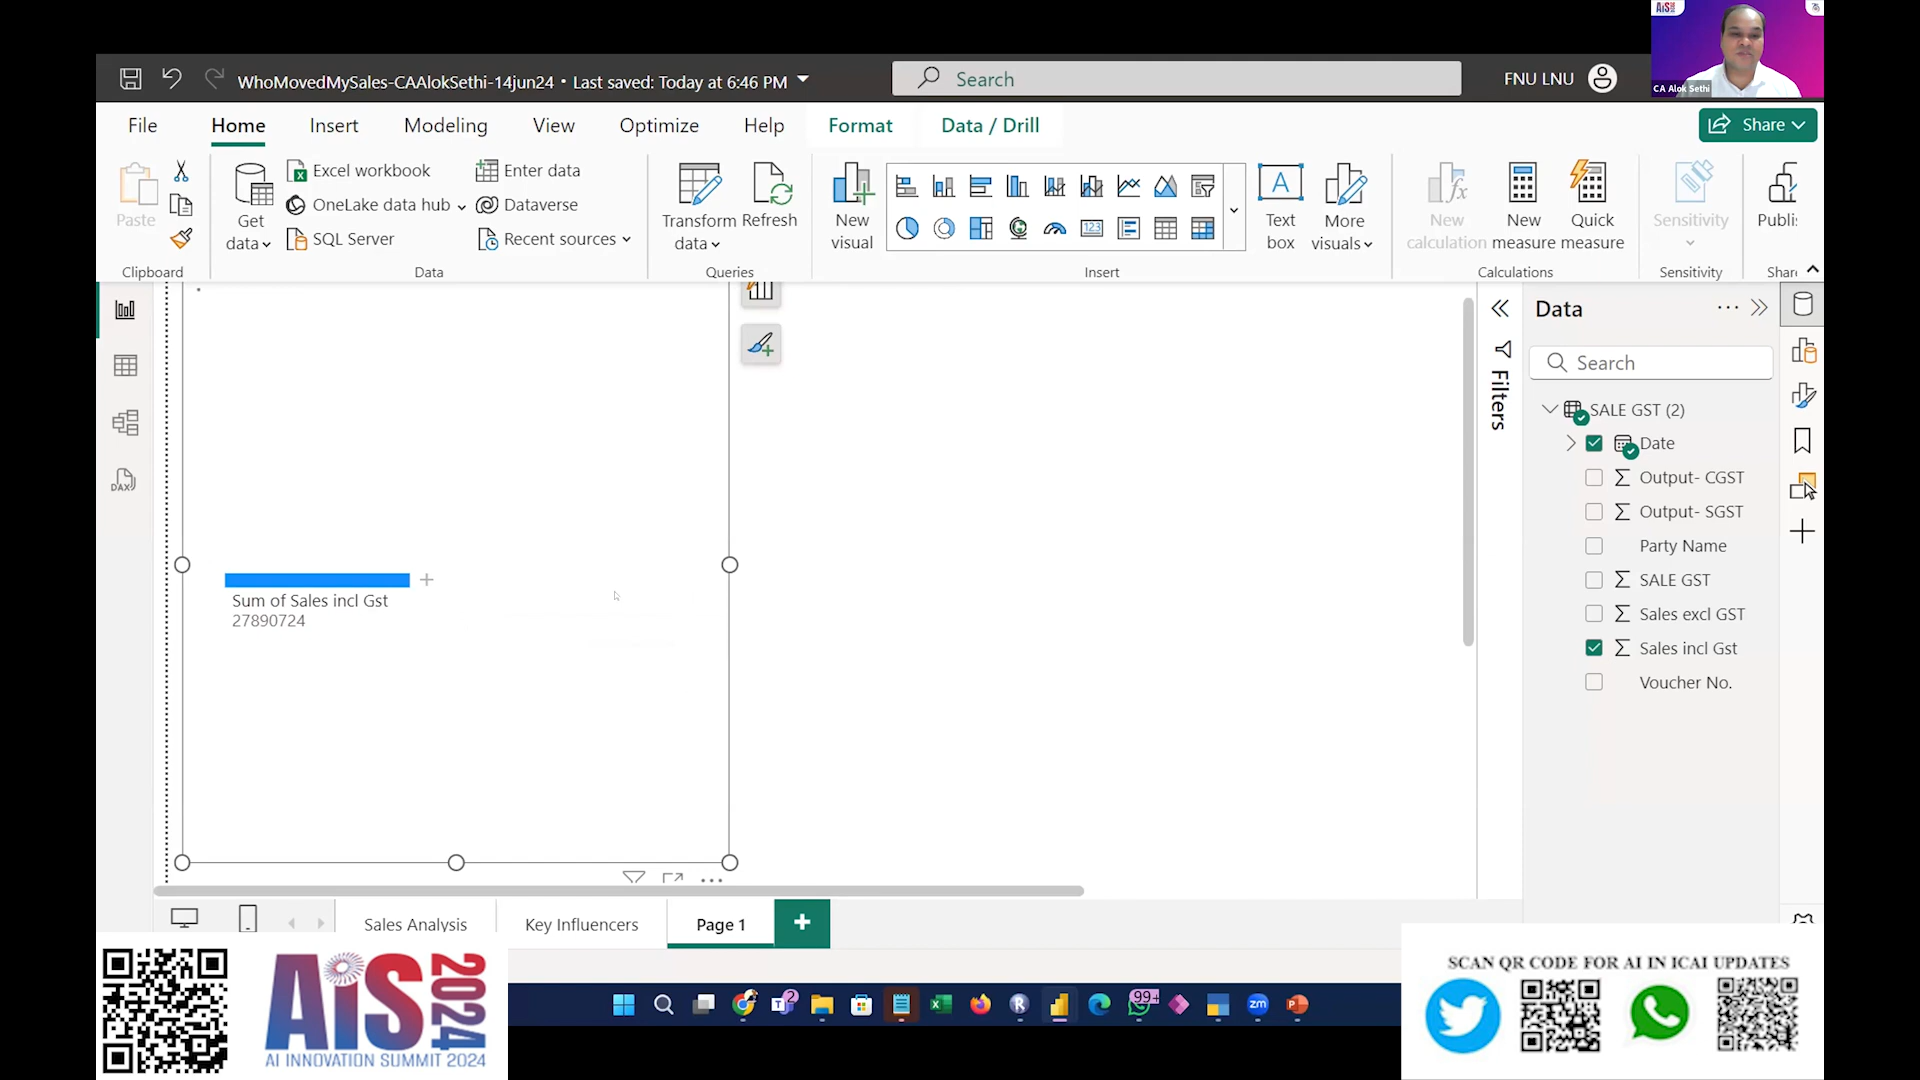 AiS
CA Alok Sethi
WhoMovedMySales-CAAlokSethi-14jun24 • Last saved: Today at 6:46 PM
Search
FNU LNU
File
Home
Insert
Modeling
View
Optimize
Help
Format
Data / Drill
Share
Paste
Clipboard
Get data
Excel workbook
OneLake data hub
SQL Server
Enter data
Dataverse
Recent sources
Data
Transform data
Refresh
Queries
New visual
123
A
Text box
More visuals
Insert
New calculation
New measure
Quick measure
Calculations
Sensitivity
Sensitivity
Publi
Shar
DAX
Sum of Sales incl Gst
27890724
Filters
Data
Search
SALE GST (2)
Date
Output- CGST
Output- SGST
Party Name
SALE GST
Sales excl GST
Sales incl Gst
Voucher No.
Sales Analysis
Key Influencers
Page 1
AiS 2024
AI INNOVATION SUMMIT 2024
2
R
99+
zm
SCAN QR CODE FOR AI IN ICAI UPDATES